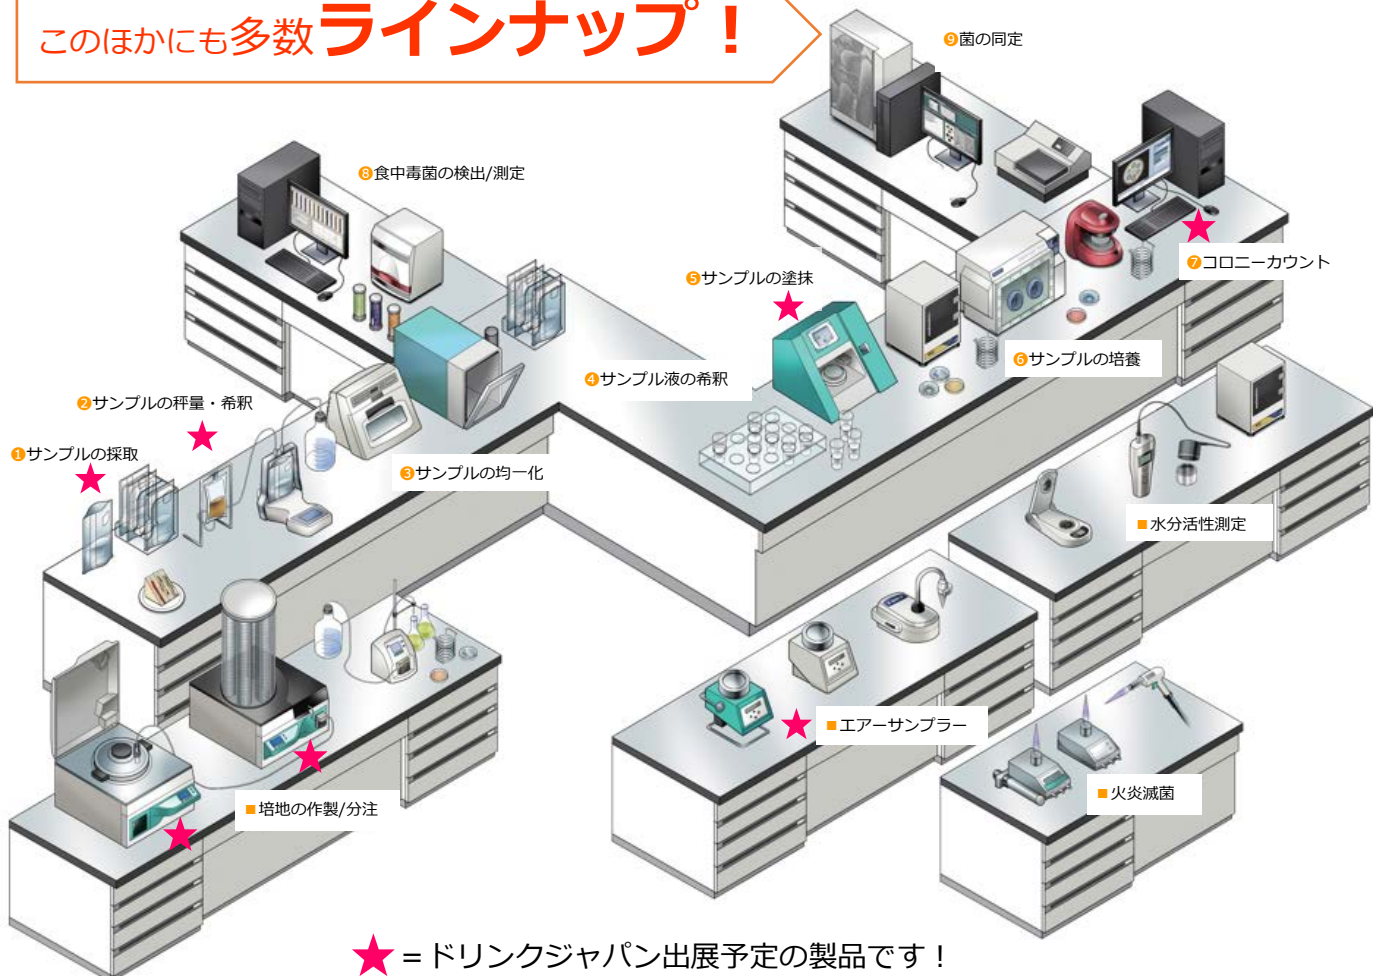 このほかにも多数ラインナップ！
❾菌の同定
❽食中毒菌の検出/測定
❼コロニーカウント
❺サンプルの塗抹
❻サンプルの培養
❹サンプル液の希釈
❷サンプルの秤量・希釈
❶サンプルの採取
❸サンプルの均一化
■水分活性測定
■エアーサンプラー
■火炎滅菌
■培地の作製/分注
★=ドリンクジャパン出展予定の製品です！